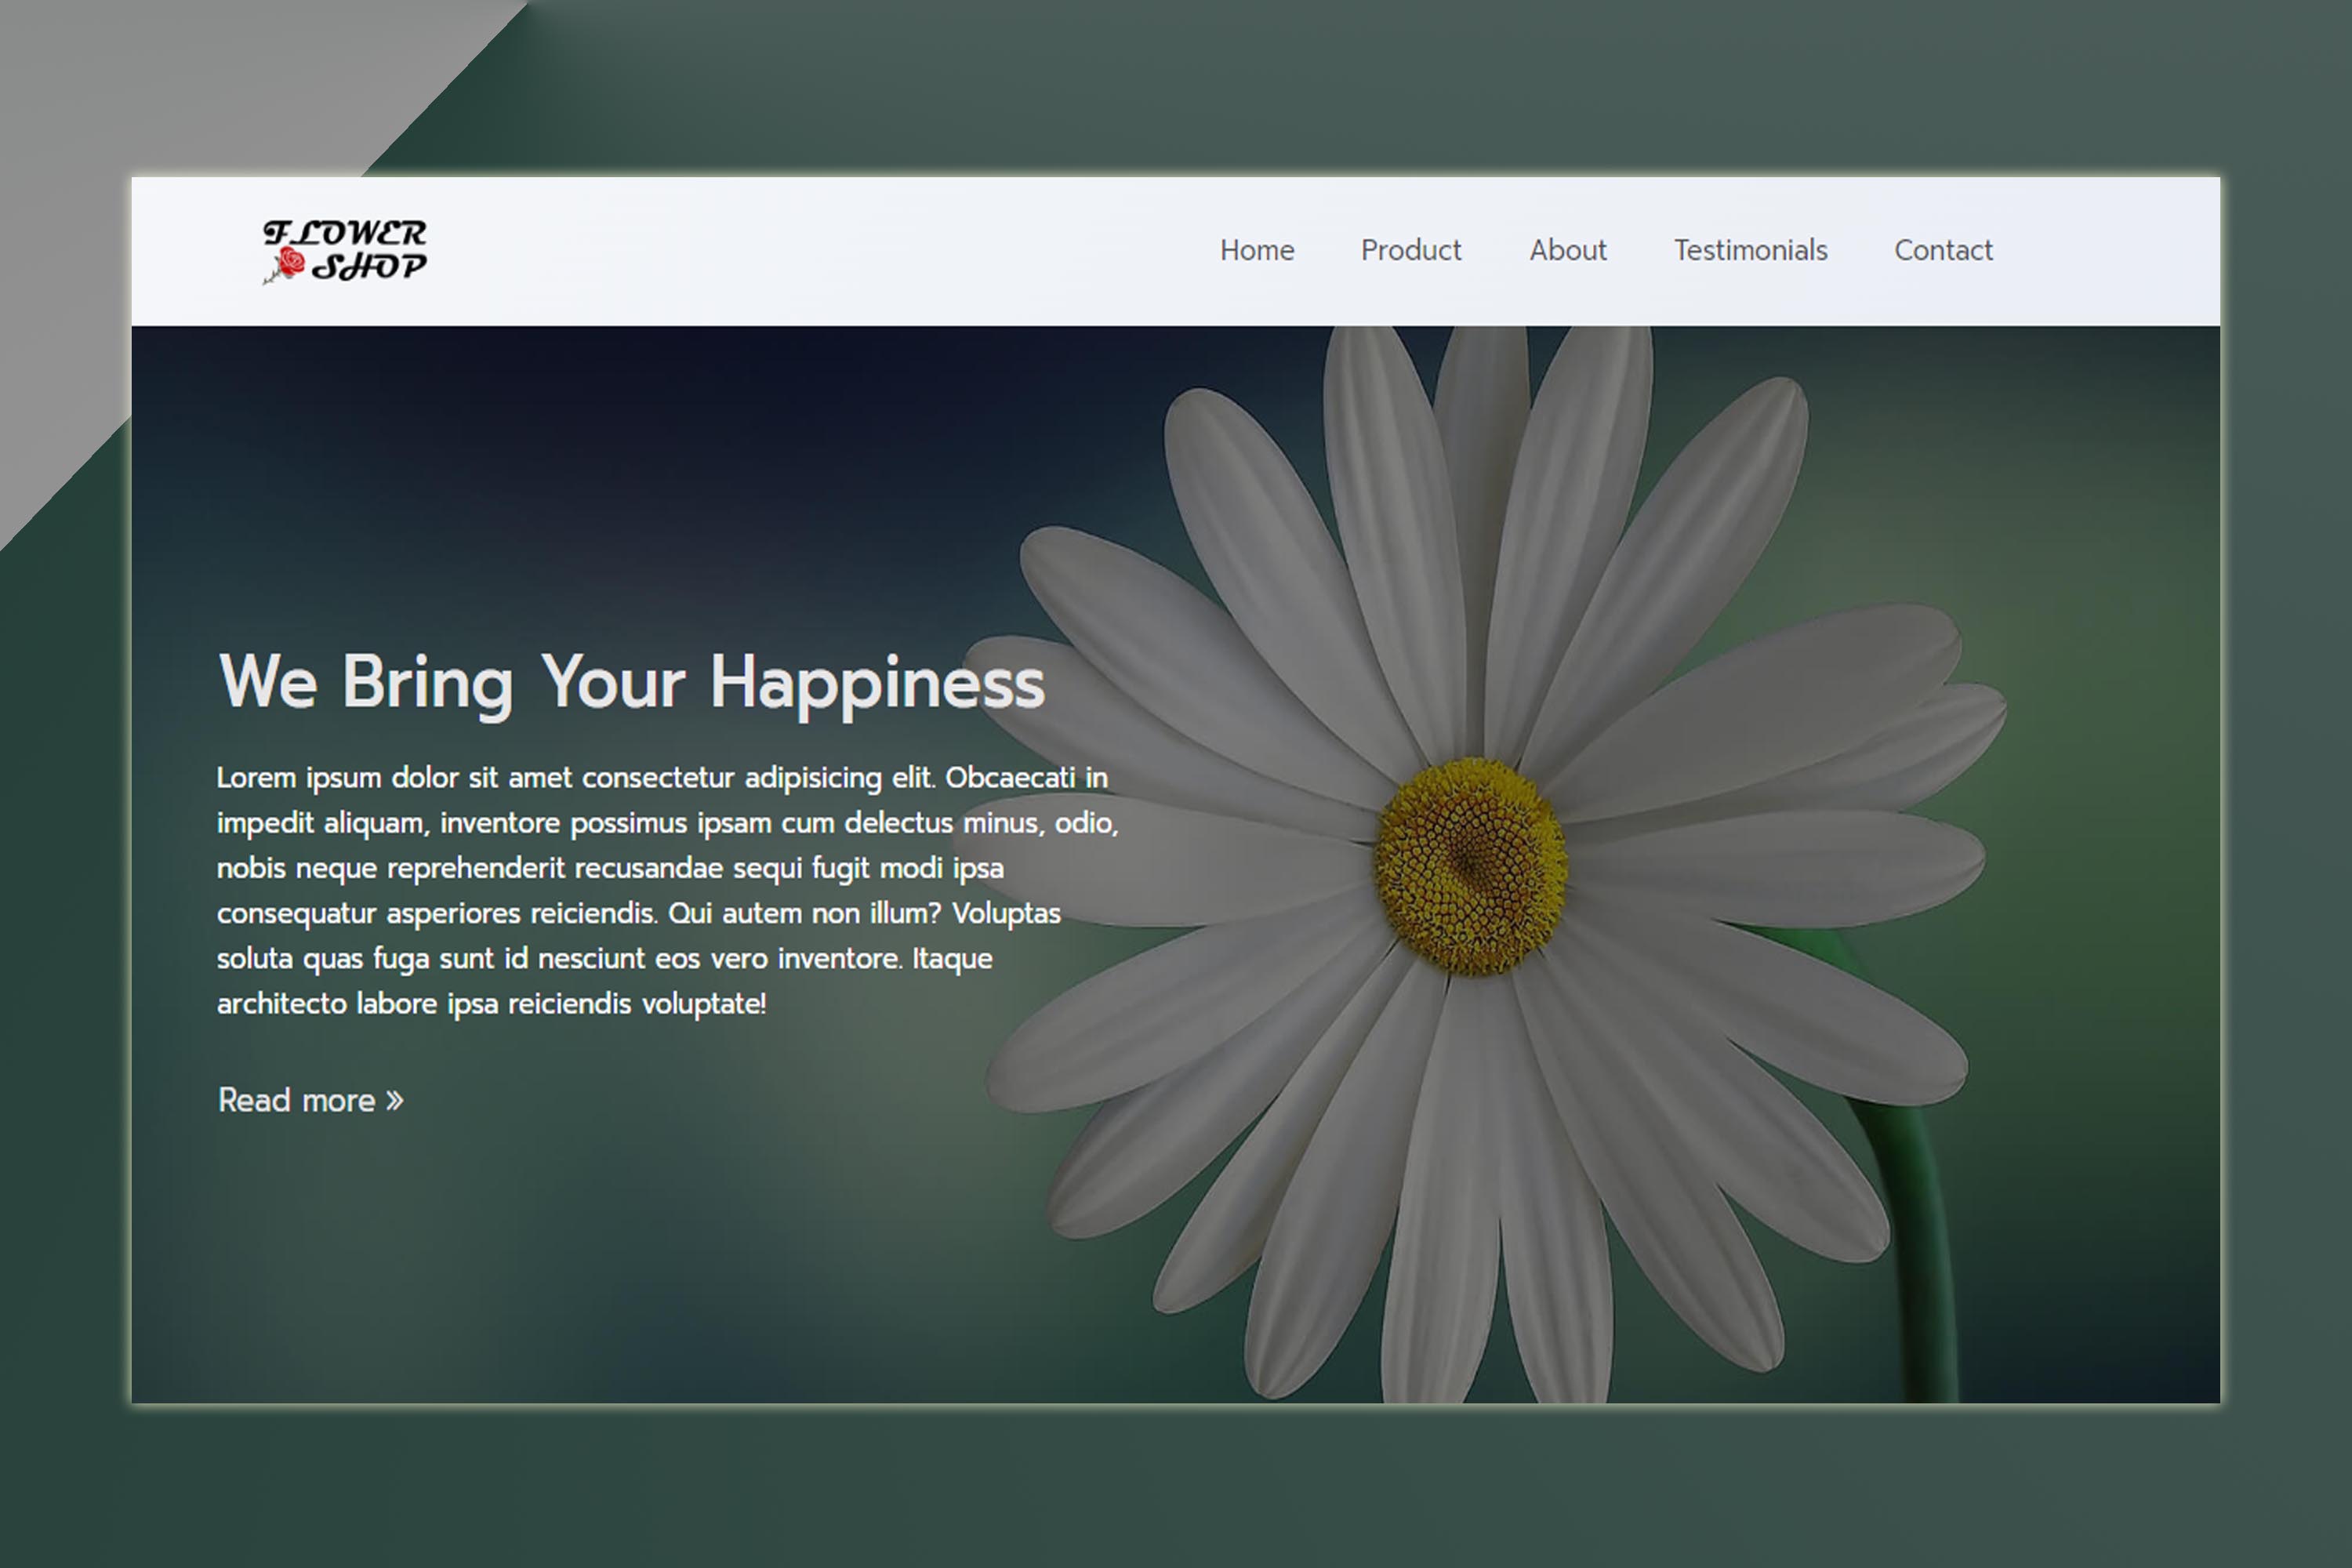 FLOWER
SHOP
Home Product About Testimonials Contact
We Bring Your Happiness
Lorem ipsum dolor sit amet consectetur adipisicing elit. Obcaecati in
impedit aliquam, inventore possimus ipsam cum delectus minus, odio,
nobis neque reprehenderit recusandae sequi fugit modi ipsa
consequatur asperiores reiciendis. Qui autem non illum? Voluptas
soluta quas fuga sunt id nesciunt eos vero inventore. Itaque
architecto labore ipsa reiciendis voluptate!
Read more »